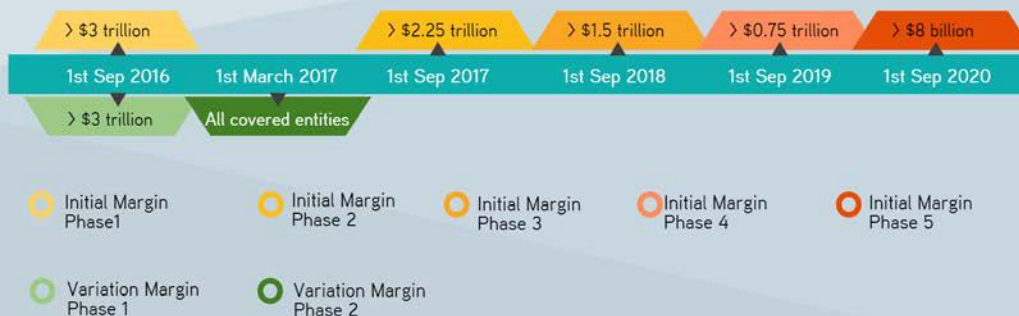 > $3 trillion
> $2.25 trillion
> $1.5 trillion
> $0.75 trillion
> $8 billion
1st Sep 2016
1st March 2017
1st Sep 2017
1st Sep 2018
1st Sep 2019
1st Sep 2020
> $3 trillion
All covered entities
Initial Margin
Phase1
Initial Margin
Phase 2
Initial Margin
Phase 3
Initial Margin
Phase 4
Initial Margin
Phase 5
Variation Margin
Phase 1
Variation Margin
Phase 2